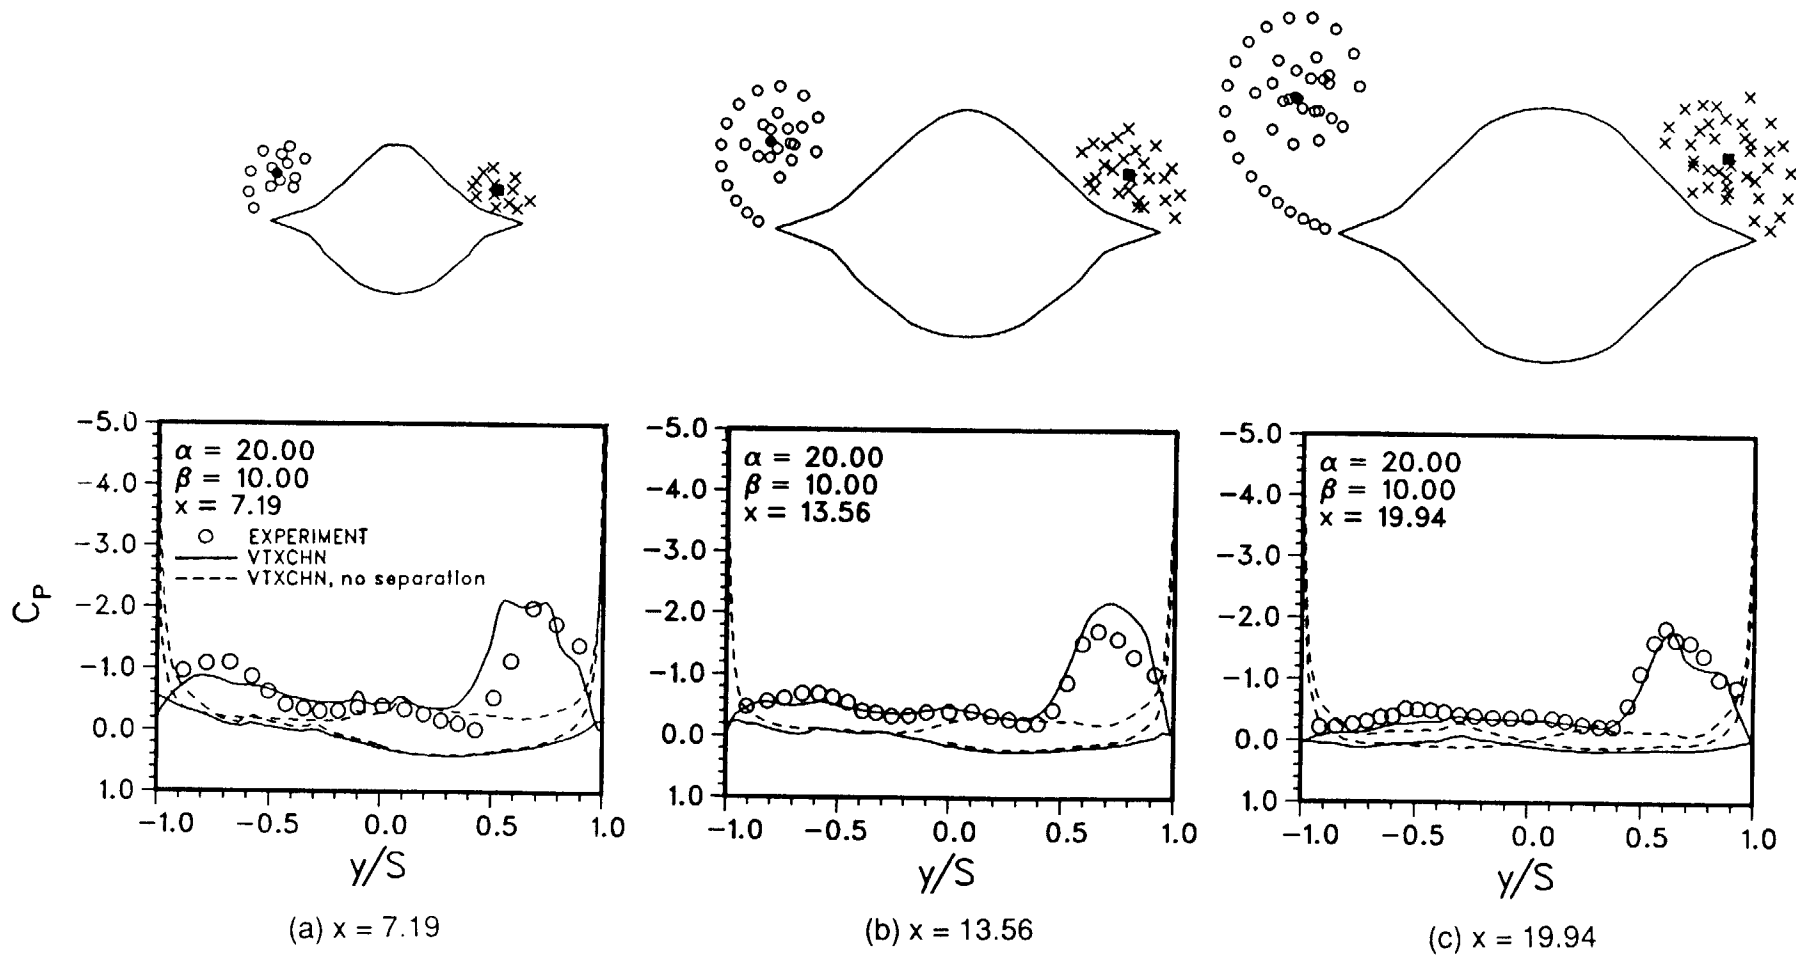 −5.0
−4.0
−3.0
−2.0
−1.0
0.0
1.0
C_P
α = 20.00
β = 10.00
x = 7.19
EXPERIMENT
VTXCHN
VTXCHN, no separation
−1.0 −0.5 0.0 0.5 1.0
y/S
(a) x = 7.19
−5.0
−4.0
−3.0
−2.0
−1.0
0.0
1.0
α = 20.00
β = 10.00
x = 13.56
−1.0 −0.5 0.0 0.5 1.0
y/S
(b) x = 13.56
−5.0
−4.0
−3.0
−2.0
−1.0
0.0
1.0
α = 20.00
β = 10.00
x = 19.94
−1.0 −0.5 0.0 0.5 1.0
y/S
(c) x = 19.94